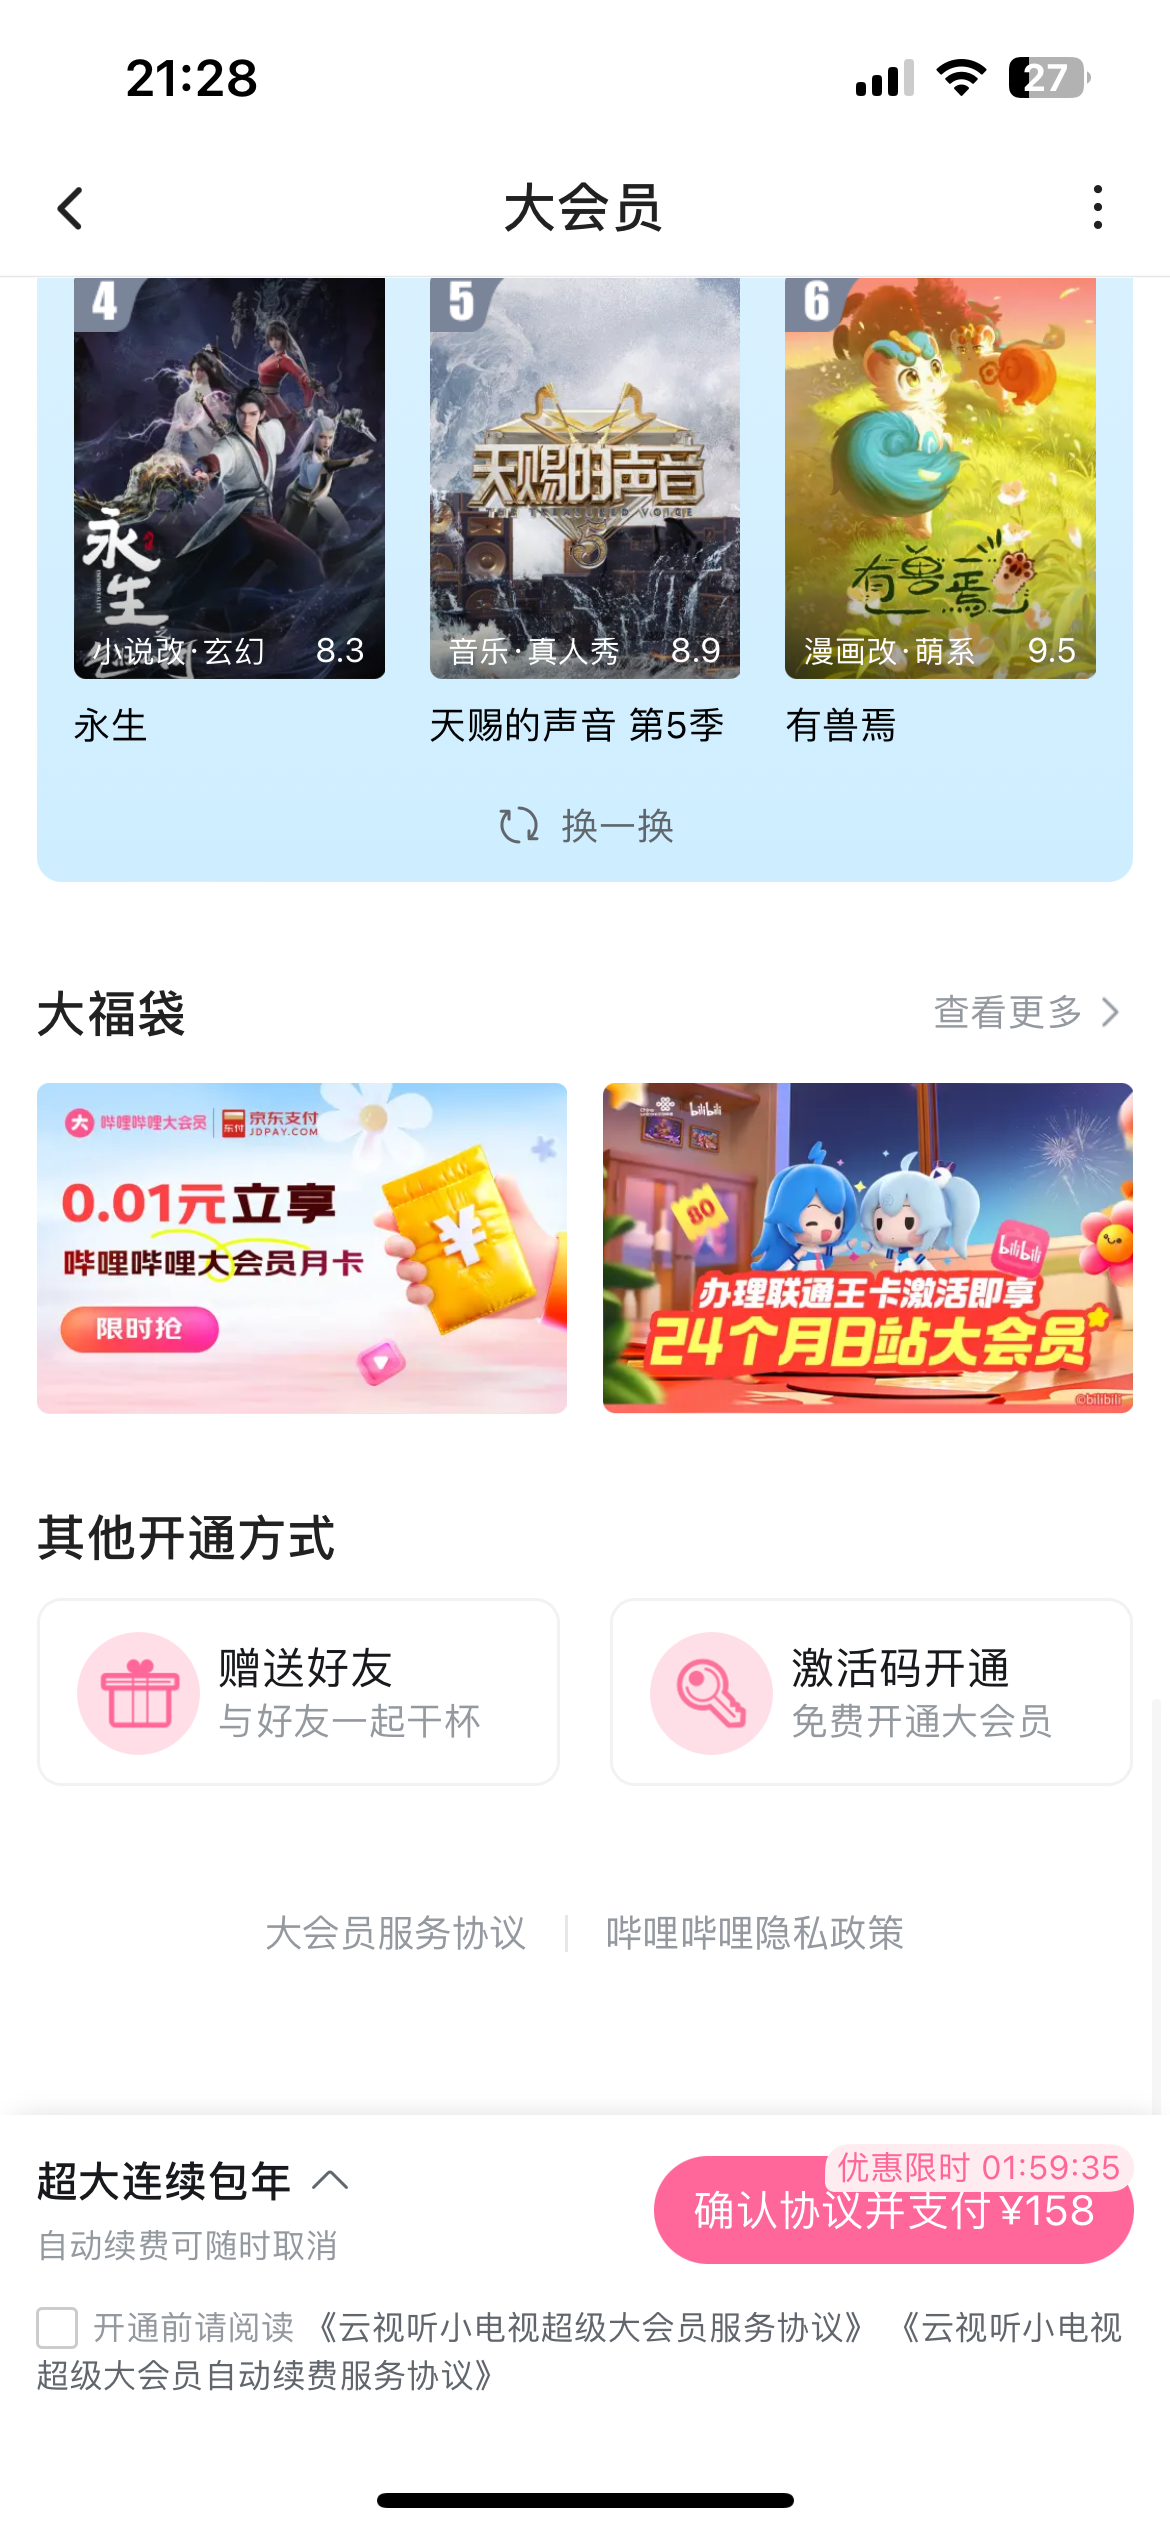 21:28
27
大会员
4
5
6
永生
天赐的声音
THE TREASURED VOICE
5
有兽焉
小说改·玄幻 8.3
音乐·真人秀 8.9
漫画改·萌系 9.5
永生
天赐的声音 第5季
有兽焉
换一换
大福袋
查看更多
大 哔哩哔哩大会员
东付 京东支付
JDPAY.COM
0.01元立享
哔哩哔哩大会员月卡
限时抢
bilibili
80
bilibili
办理联通王卡激活即享
24个月B站大会员
©bilibili
其他开通方式
赠送好友
与好友一起干杯
激活码开通
免费开通大会员
大会员服务协议
哔哩哔哩隐私政策
超大连续包年
自动续费可随时取消
优惠限时 01:59:35
确认协议并支付 ¥158
开通前请阅读 《云视听小电视超级大会员服务协议》 《云视听小电视
超级大会员自动续费服务协议》